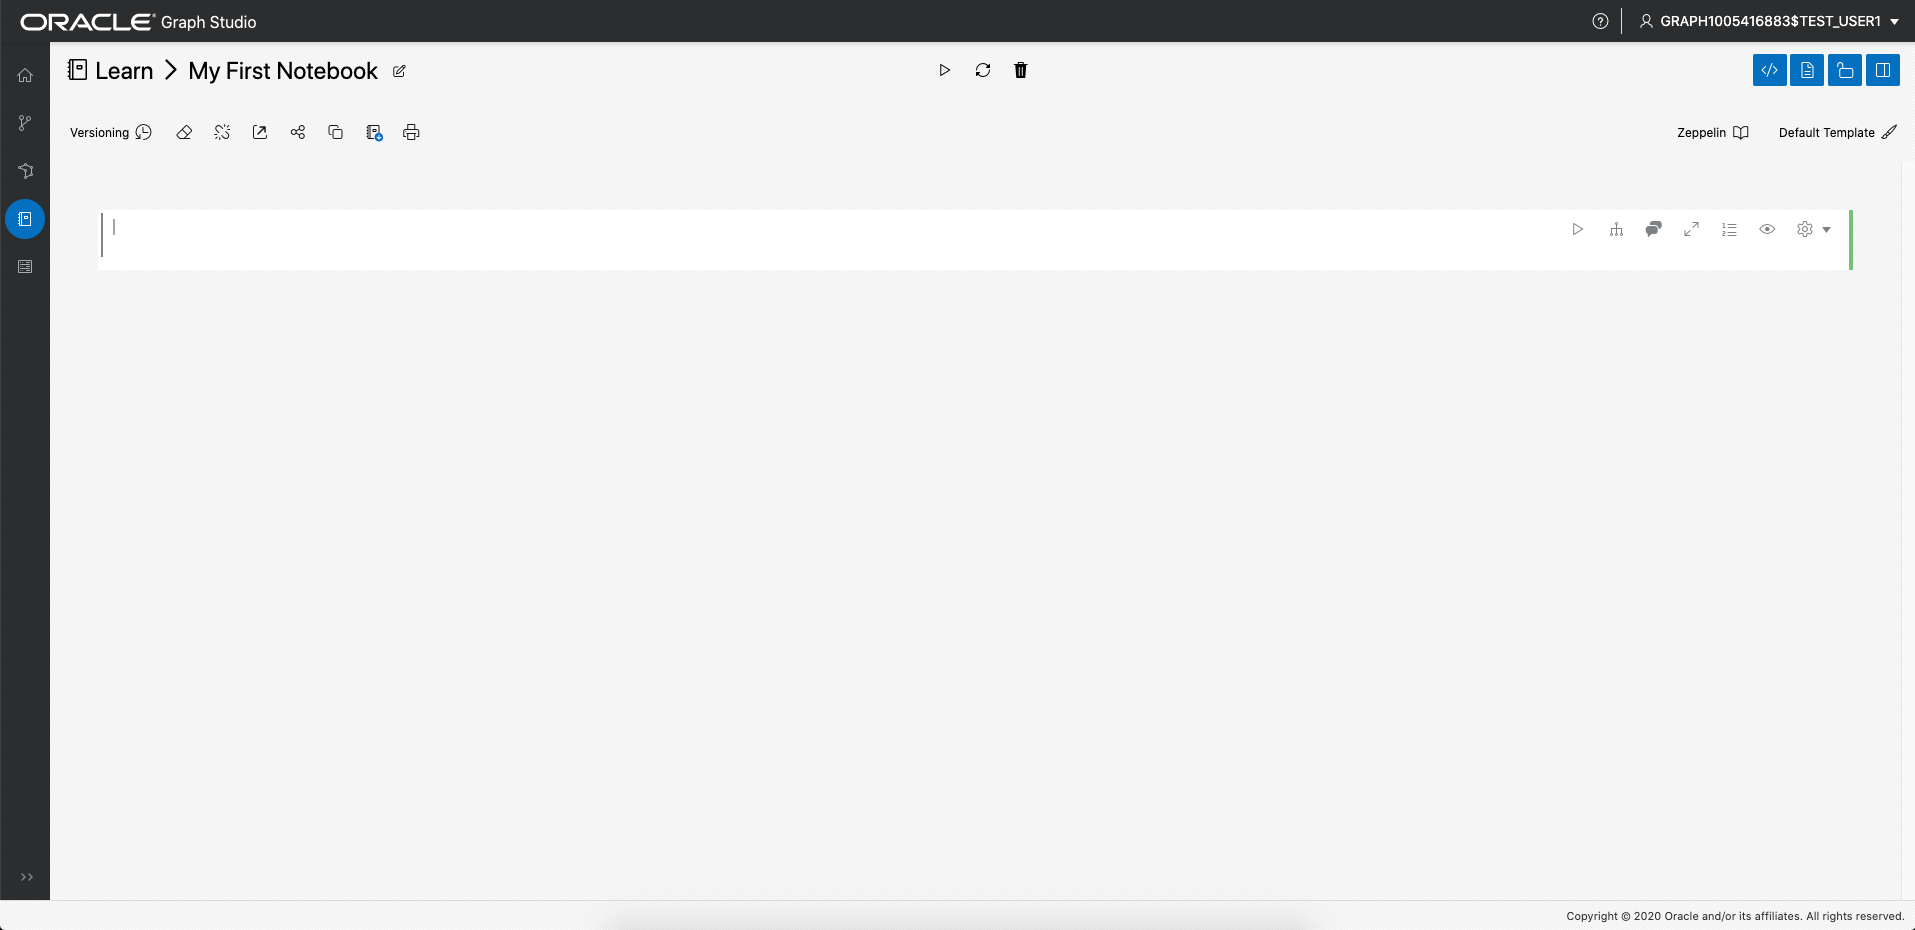 ORACLE® Graph Studio
GRAPH1005416883$TEST_USER1
Learn > My First Notebook
Versioning
Zeppelin
Default Template
Copyright © 2020 Oracle and/or its affiliates. All rights reserved.